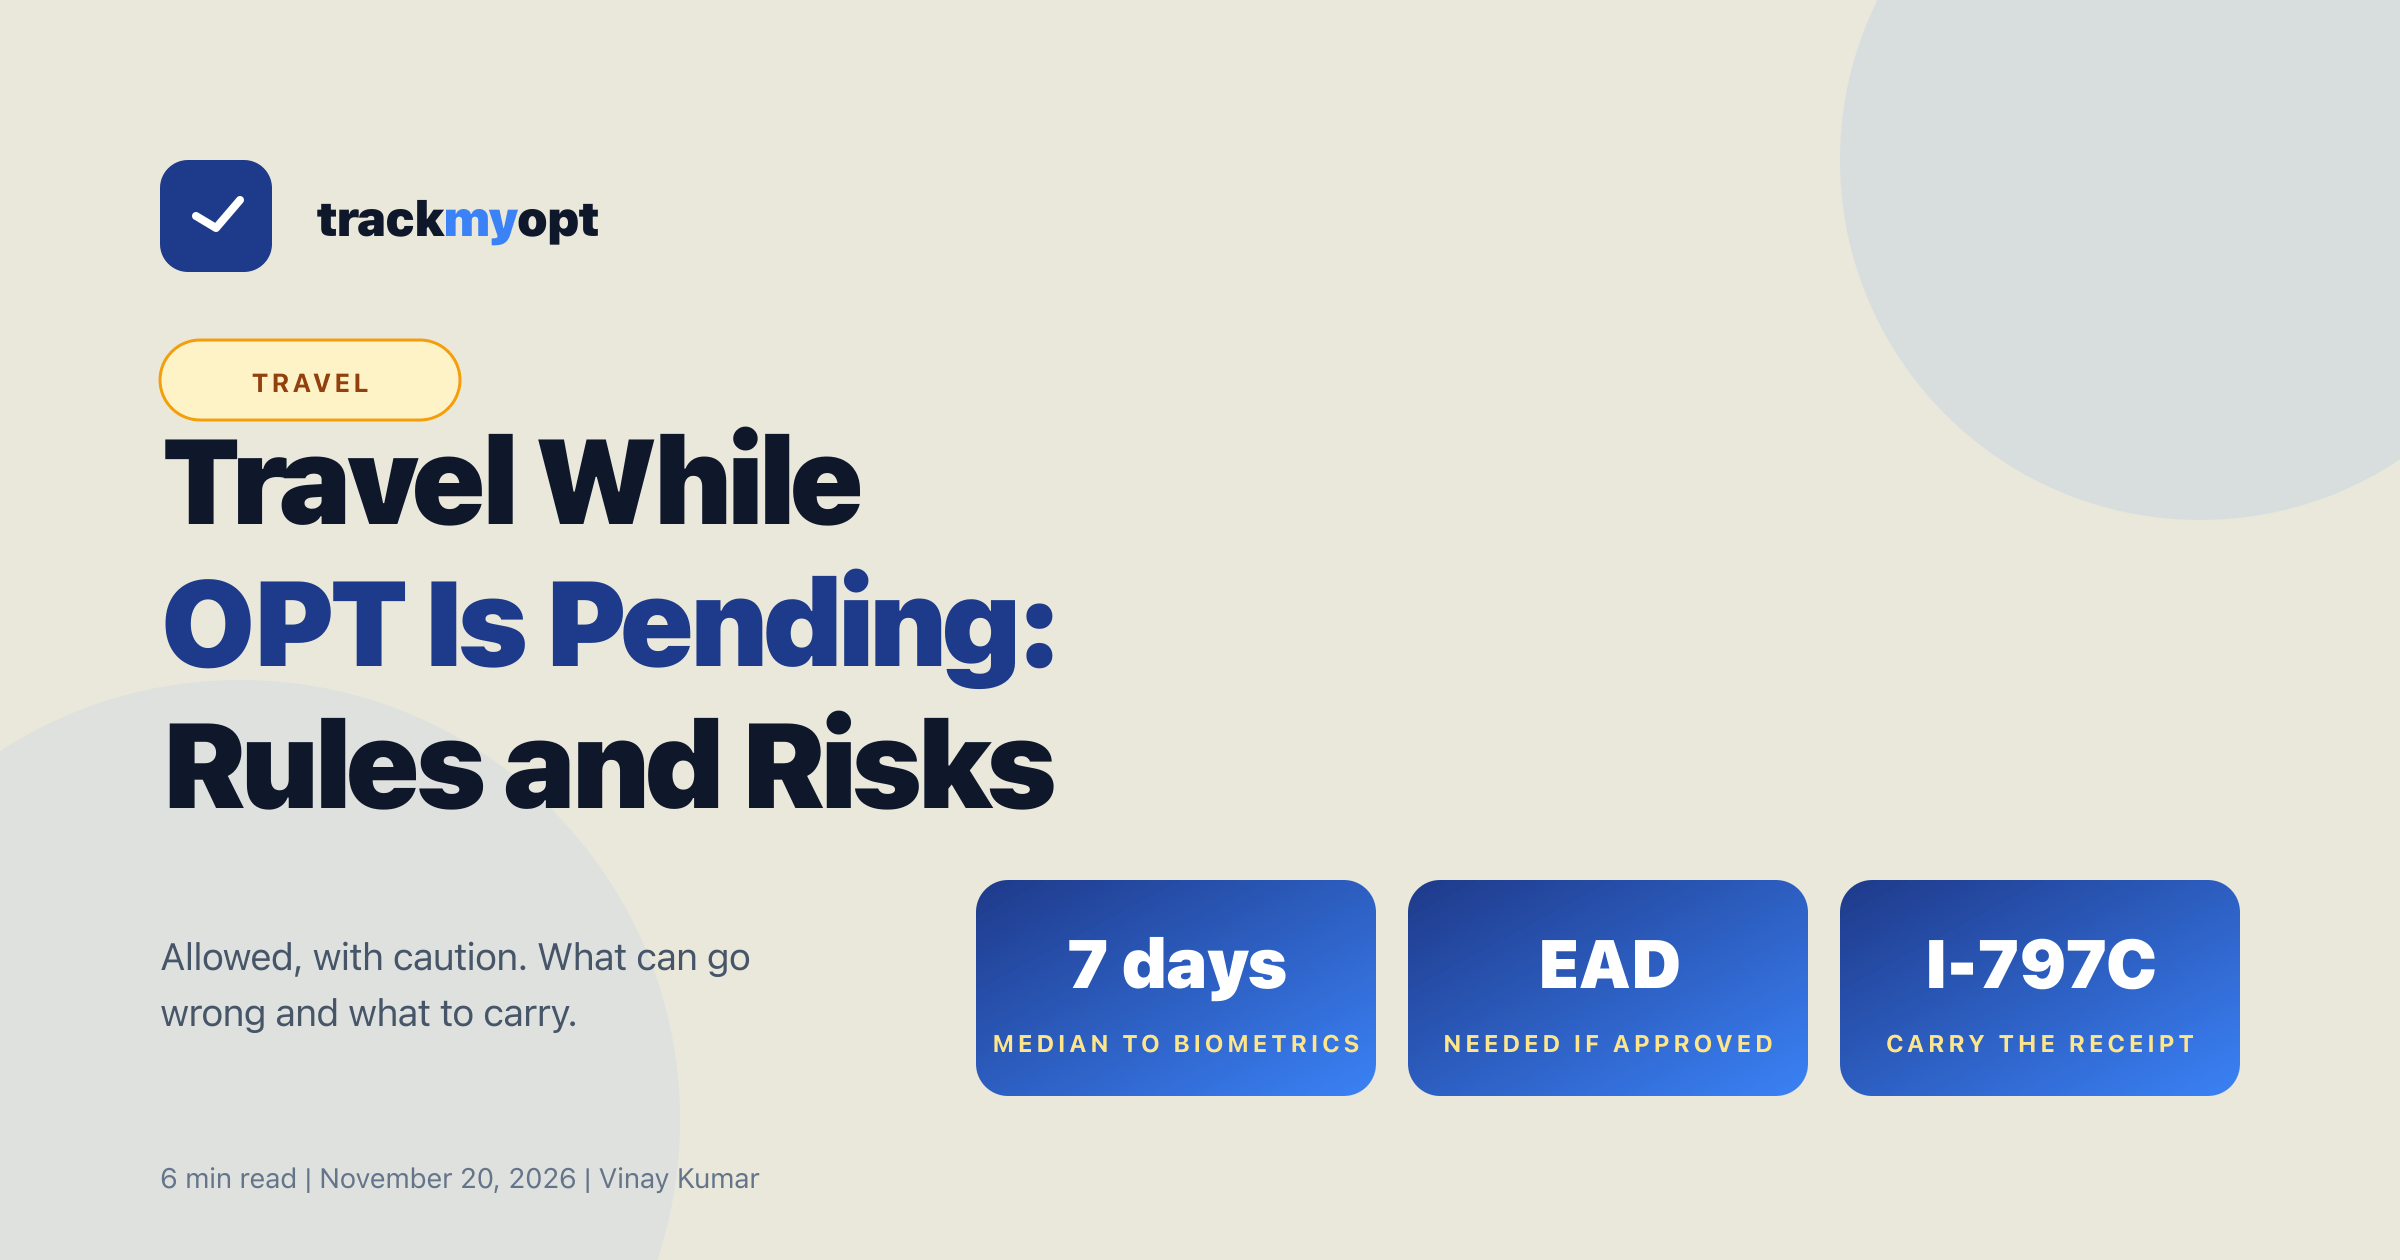 trackmyopt
TRAVEL
Travel While
OPT Is Pending:
Rules and Risks
Allowed, with caution. What can go
wrong and what to carry.
7 days
MEDIAN TO BIOMETRICS
EAD
NEEDED IF APPROVED
I-797C
CARRY THE RECEIPT
6 min read | November 20, 2026 | Vinay Kumar